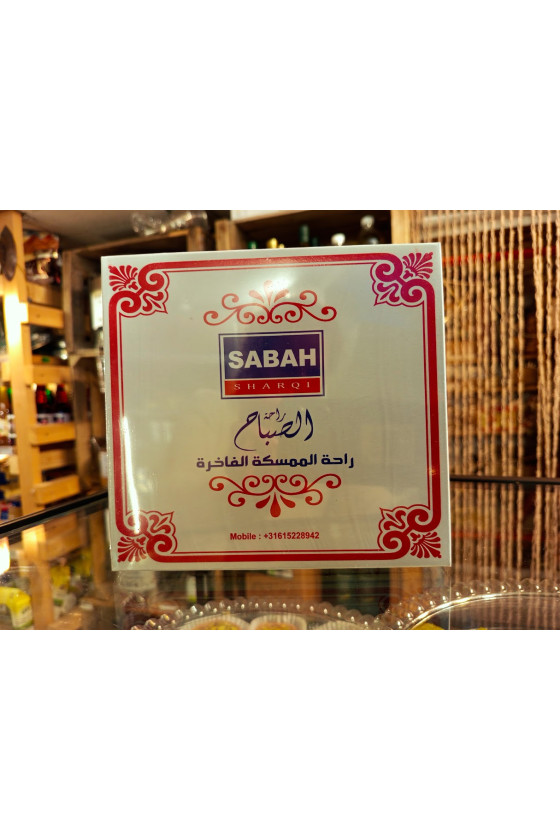 SABAH
SHARQI
راحة
الصباح
راحة الممسكة الفاخرة
Mobile : +31615228942